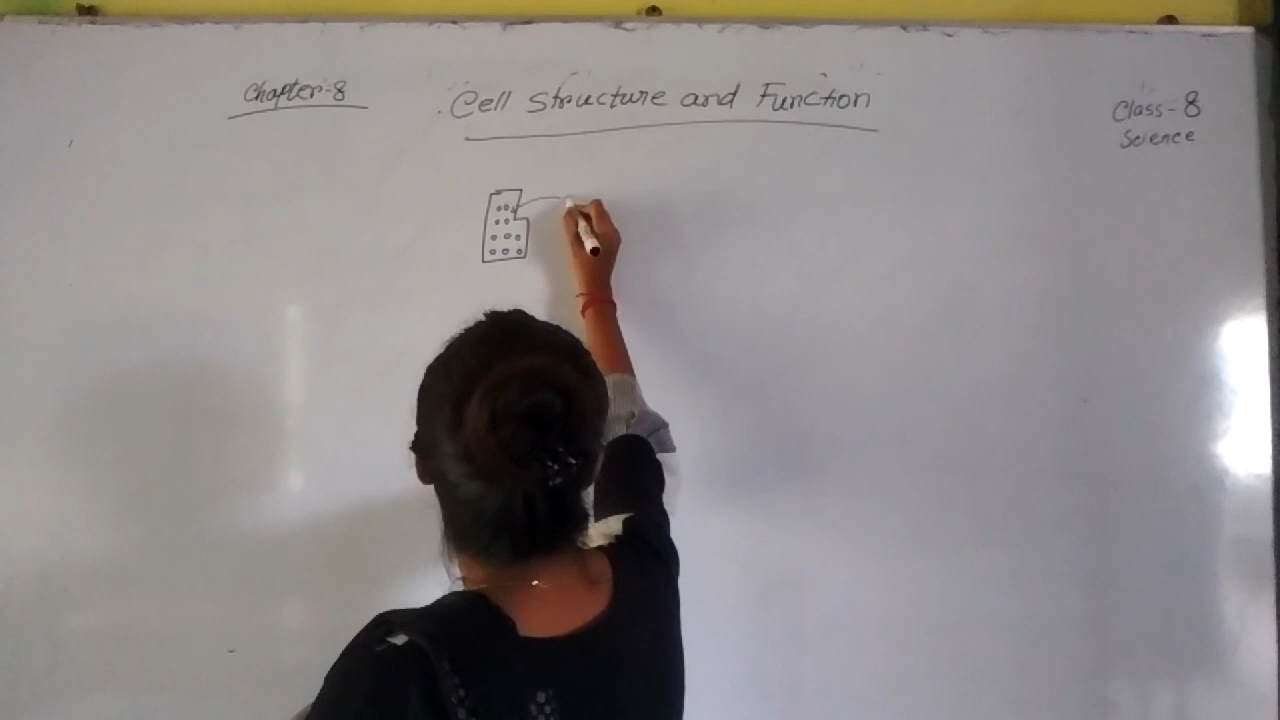 Chapter-8
Cell Structure and Function
Class-8
Science